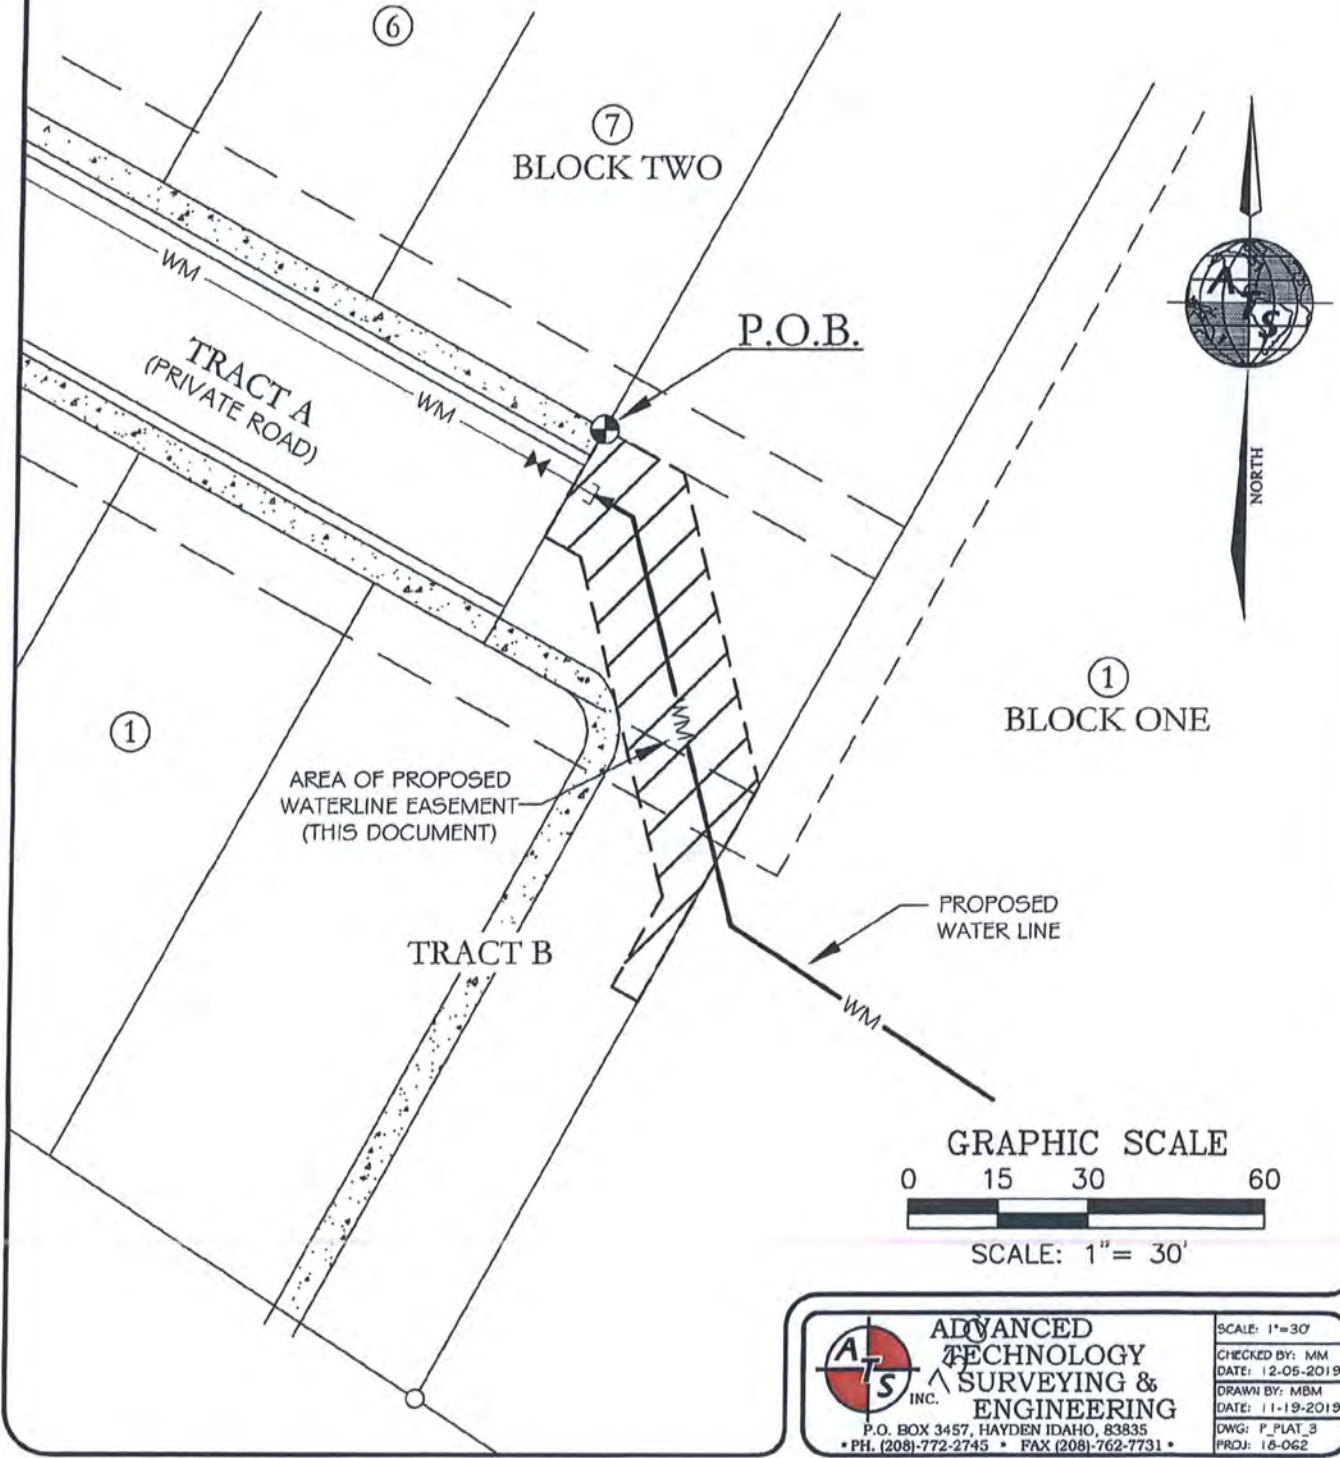 6
7
BLOCK TWO
P.O.B.
WM
TRACT A
(PRIVATE ROAD)
WM
A
T
S
NORTH
1
BLOCK ONE
1
WM
AREA OF PROPOSED
WATERLINE EASEMENT
(THIS DOCUMENT)
PROPOSED
WATER LINE
TRACT B
WM
GRAPHIC SCALE
0 15 30 60
SCALE: 1"= 30'
A
T
S
INC.
ADVANCED
TECHNOLOGY
SURVEYING &
ENGINEERING
P.O. BOX 3457, HAYDEN IDAHO, 83835
• PH. (208)-772-2745 • FAX (208)-762-7731 •
SCALE: 1"=30'
CHECKED BY: MM
DATE: 12-05-2019
DRAWN BY: MBM
DATE: 11-19-2019
DWG: P_PLAT_3
PROJ: 18-062